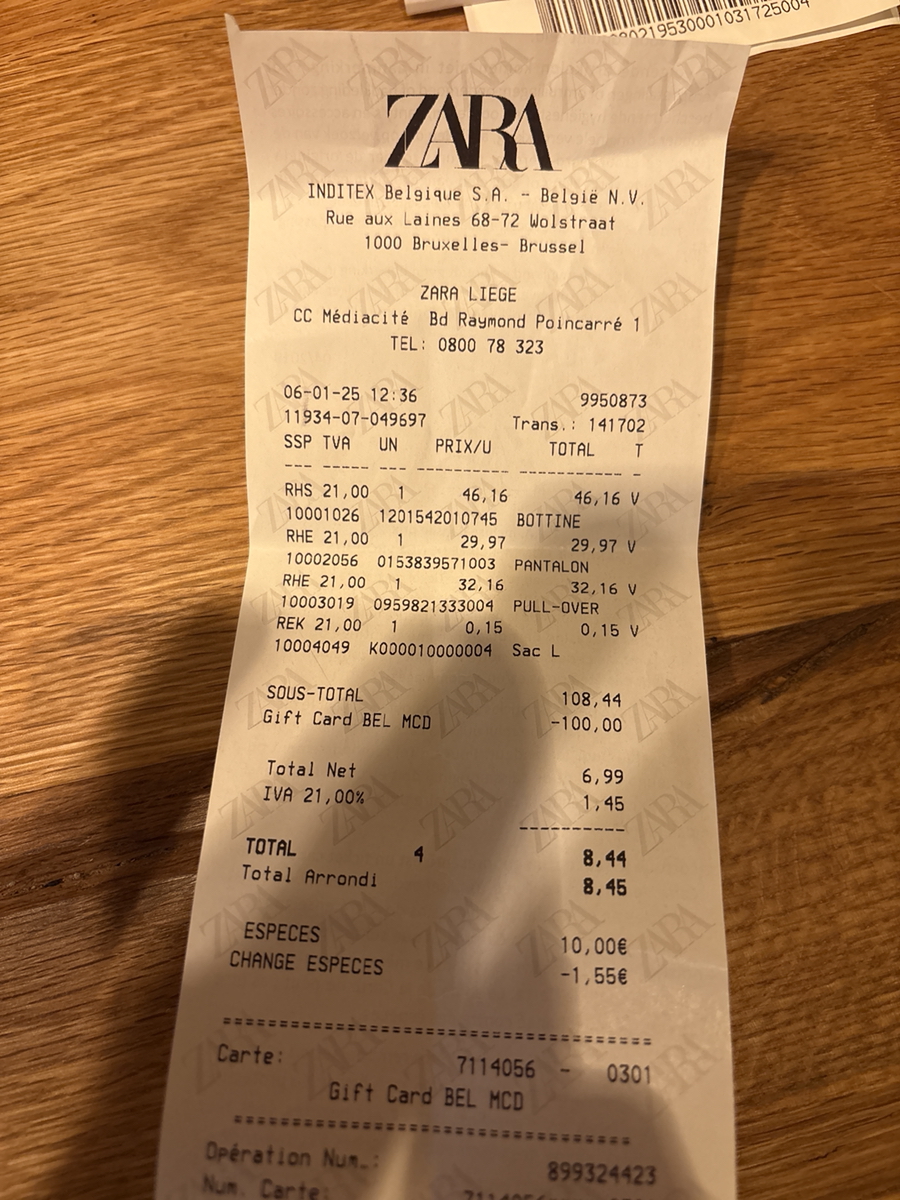 80219530001031725004
ZARA
INDITEX Belgique S.A. - België N.V.
Rue aux Laines 68-72 Wolstraat
1000 Bruxelles- Brussel
ZARA LIEGE
CC Médiacité Bd Raymond Poincarré 1
TEL: 0800 78 323
06-01-25 12:36 9950873
11934-07-049697 Trans.: 141702
SSP TVA UN PRIX/U TOTAL T
--- ----- --- ---------- ----------- -
RHS 21,00 1 46,16 46,16 V
10001026 1201542010745 BOTTINE
RHE 21,00 1 29,97 29,97 V
10002056 0153839571003 PANTALON
RHE 21,00 1 32,16 32,16 V
10003019 0959821333004 PULL-OVER
REK 21,00 1 0,15 0,15 V
10004049 K000010000004 Sac L
SOUS-TOTAL 108,44
Gift Card BEL MCD -100,00
Total Net 6,99
IVA 21,00% 1,45
----------
TOTAL 4 8,44
Total Arrondi 8,45
ESPECES 10,00€
CHANGE ESPECES -1,55€
========================================
Carte: 7114056 - 0301
Gift Card BEL MCD
========================================
Opération Num.: 899324423
Num. Carte: